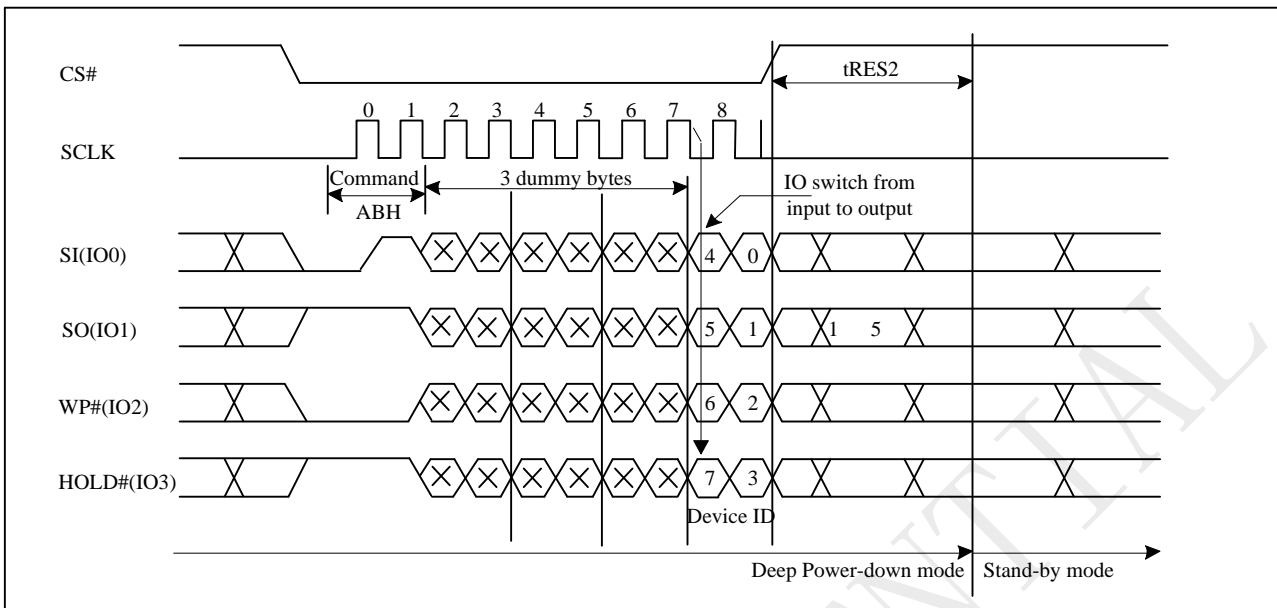 CS#
tRES2
0 1 2 3 4 5 6 7 8
SCLK
Command
ABH
3 dummy bytes
IO switch from
input to output
SI(IO0)
4 0
SO(IO1)
5 1 1 5
WP#(IO2)
6 2
HOLD#(IO3)
7 3
Device ID
Deep Power-down mode Stand-by mode